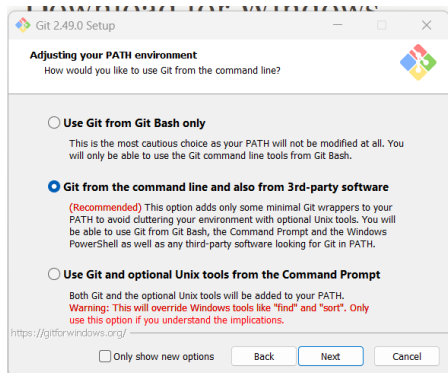 Download for Windows
Git 2.49.0 Setup
Adjusting your PATH environment
How would you like to use Git from the command line?
Use Git from Git Bash only
This is the most cautious choice as your PATH will not be modified at all. You
will only be able to use the Git command line tools from Git Bash.
Git from the command line and also from 3rd-party software
(Recommended) This option adds only some minimal Git wrappers to your
PATH to avoid cluttering your environment with optional Unix tools. You will
be able to use Git from Git Bash, the Command Prompt and the Windows
PowerShell as well as any third-party software looking for Git in PATH.
Use Git and optional Unix tools from the Command Prompt
Both Git and the optional Unix tools will be added to your PATH.
Warning: This will override Windows tools like "find" and "sort". Only
use this option if you understand the implications.
https://gitforwindows.org/
Only show new options
Back
Next
Cancel